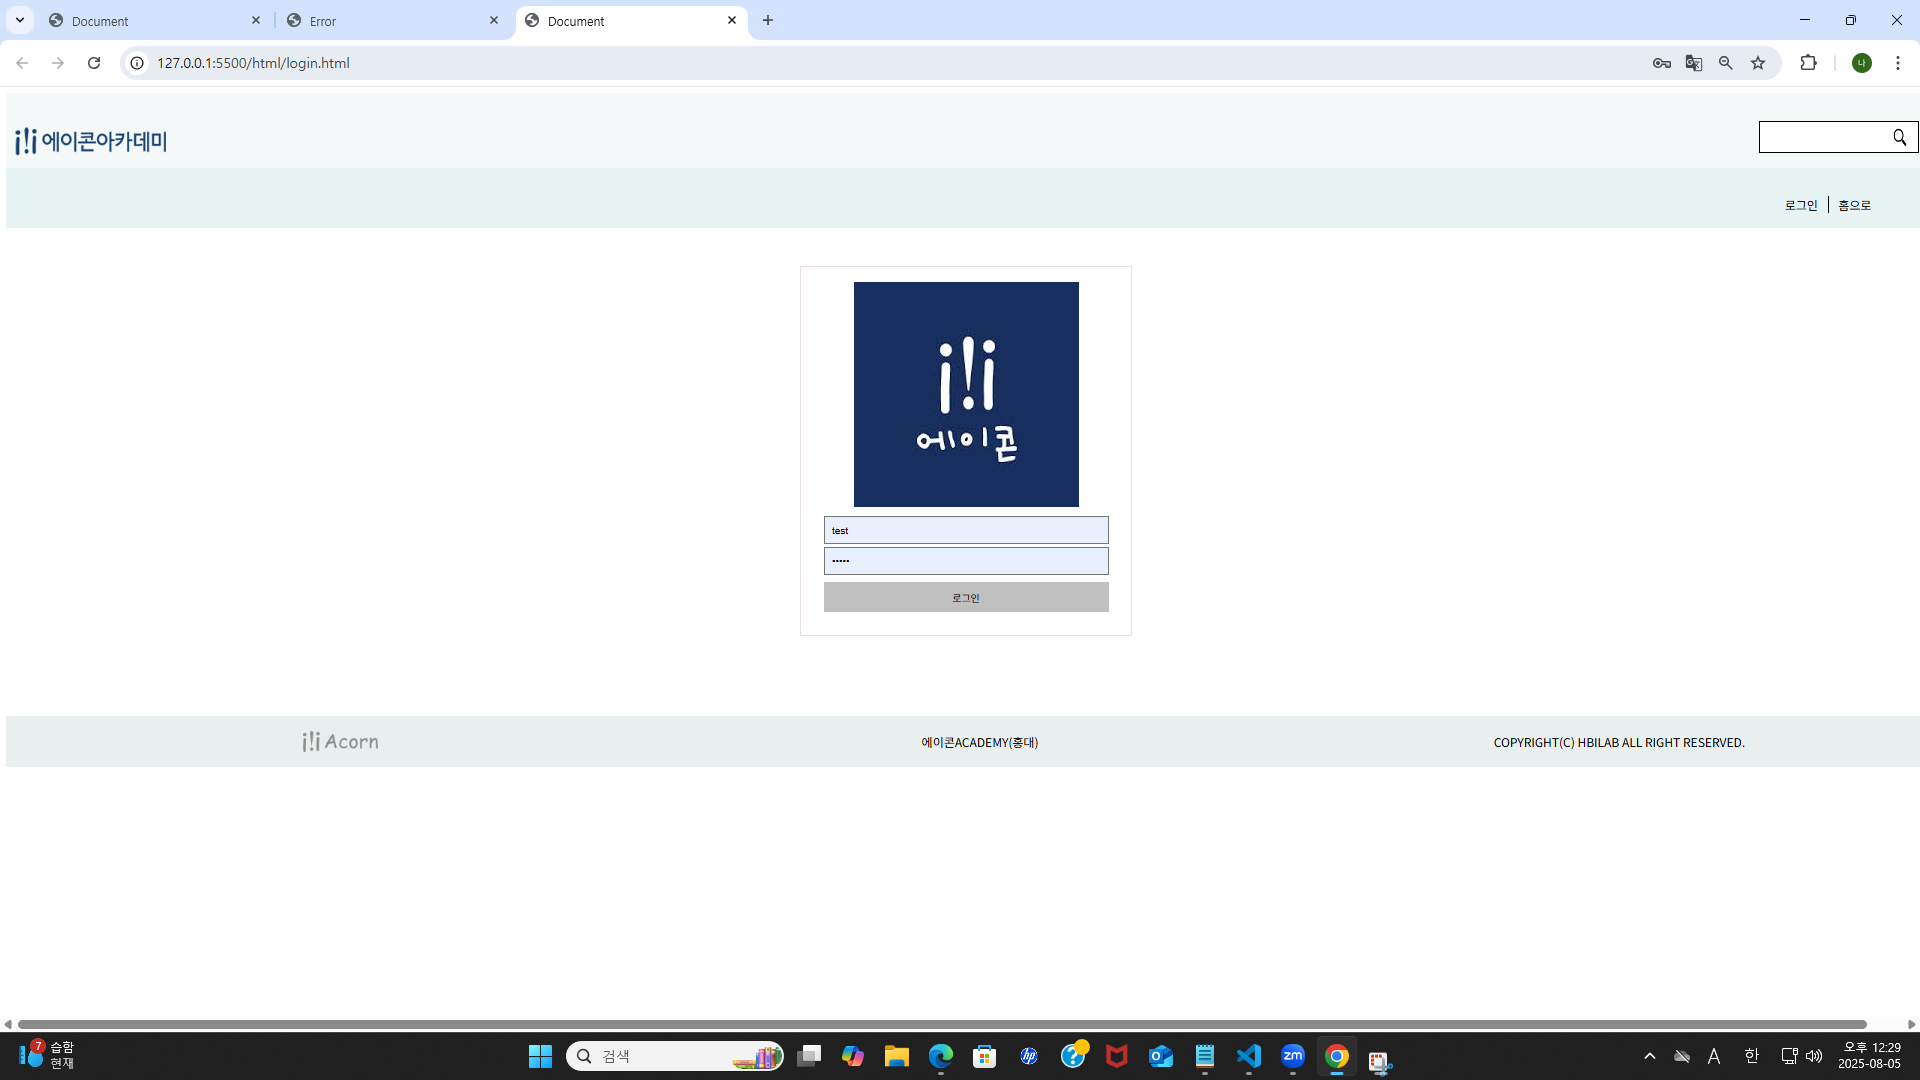 Document
Error
Document
127.0.0.1:5500/html/login.html
나
에이콘아카데미
로그인
홈으로
에이콘
test
•••••
로그인
Acorn
에이콘ACADEMY(홍대)
COPYRIGHT(C) HBILAB ALL RIGHT RESERVED.
7
습함
현재
검색
hp
zm
A
한
오후 12:29
2025-08-05